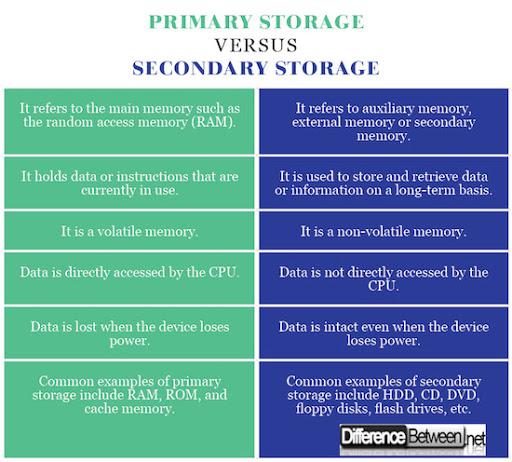 PRIMARY STORAGE
VERSUS
SECONDARY STORAGE
It refers to the main memory such as
the random access memory (RAM).
It refers to auxiliary memory,
external memory or secondary
memory.
It holds data or instructions that are
currently in use.
It is used to store and retrieve data
or information on a long-term basis.
It is a volatile memory.
It is a non-volatile memory.
Data is directly accessed by the CPU.
Data is not directly accessed by the
CPU.
Data is lost when the device loses
power.
Data is intact even when the device
loses power.
Common examples of primary
storage include RAM, ROM, and
cache memory.
Common examples of secondary
storage include HDD, CD, DVD,
floppy disks, flash drives, etc.
DifferenceBetween.net